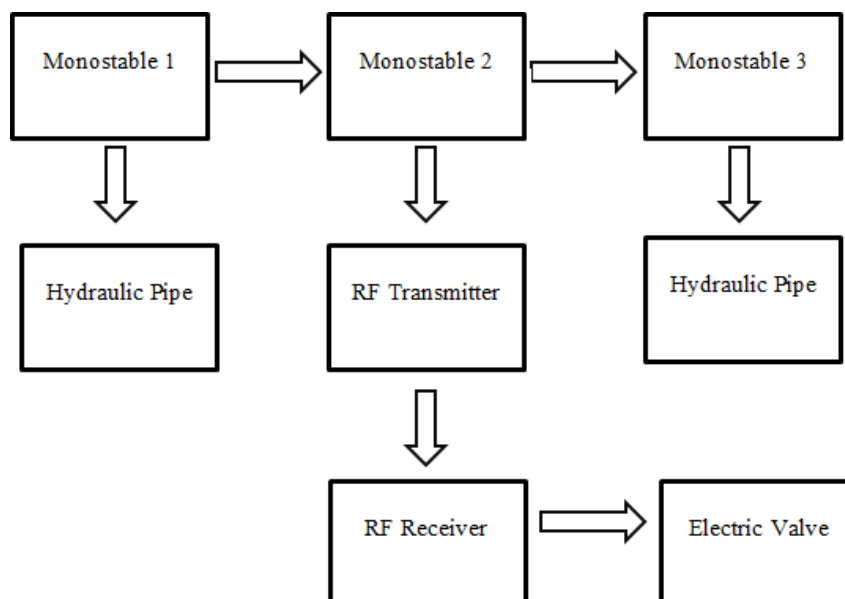 Monostable 1
Monostable 2
Monostable 3
Hydraulic Pipe
RF Transmitter
Hydraulic Pipe
RF Receiver
Electric Valve